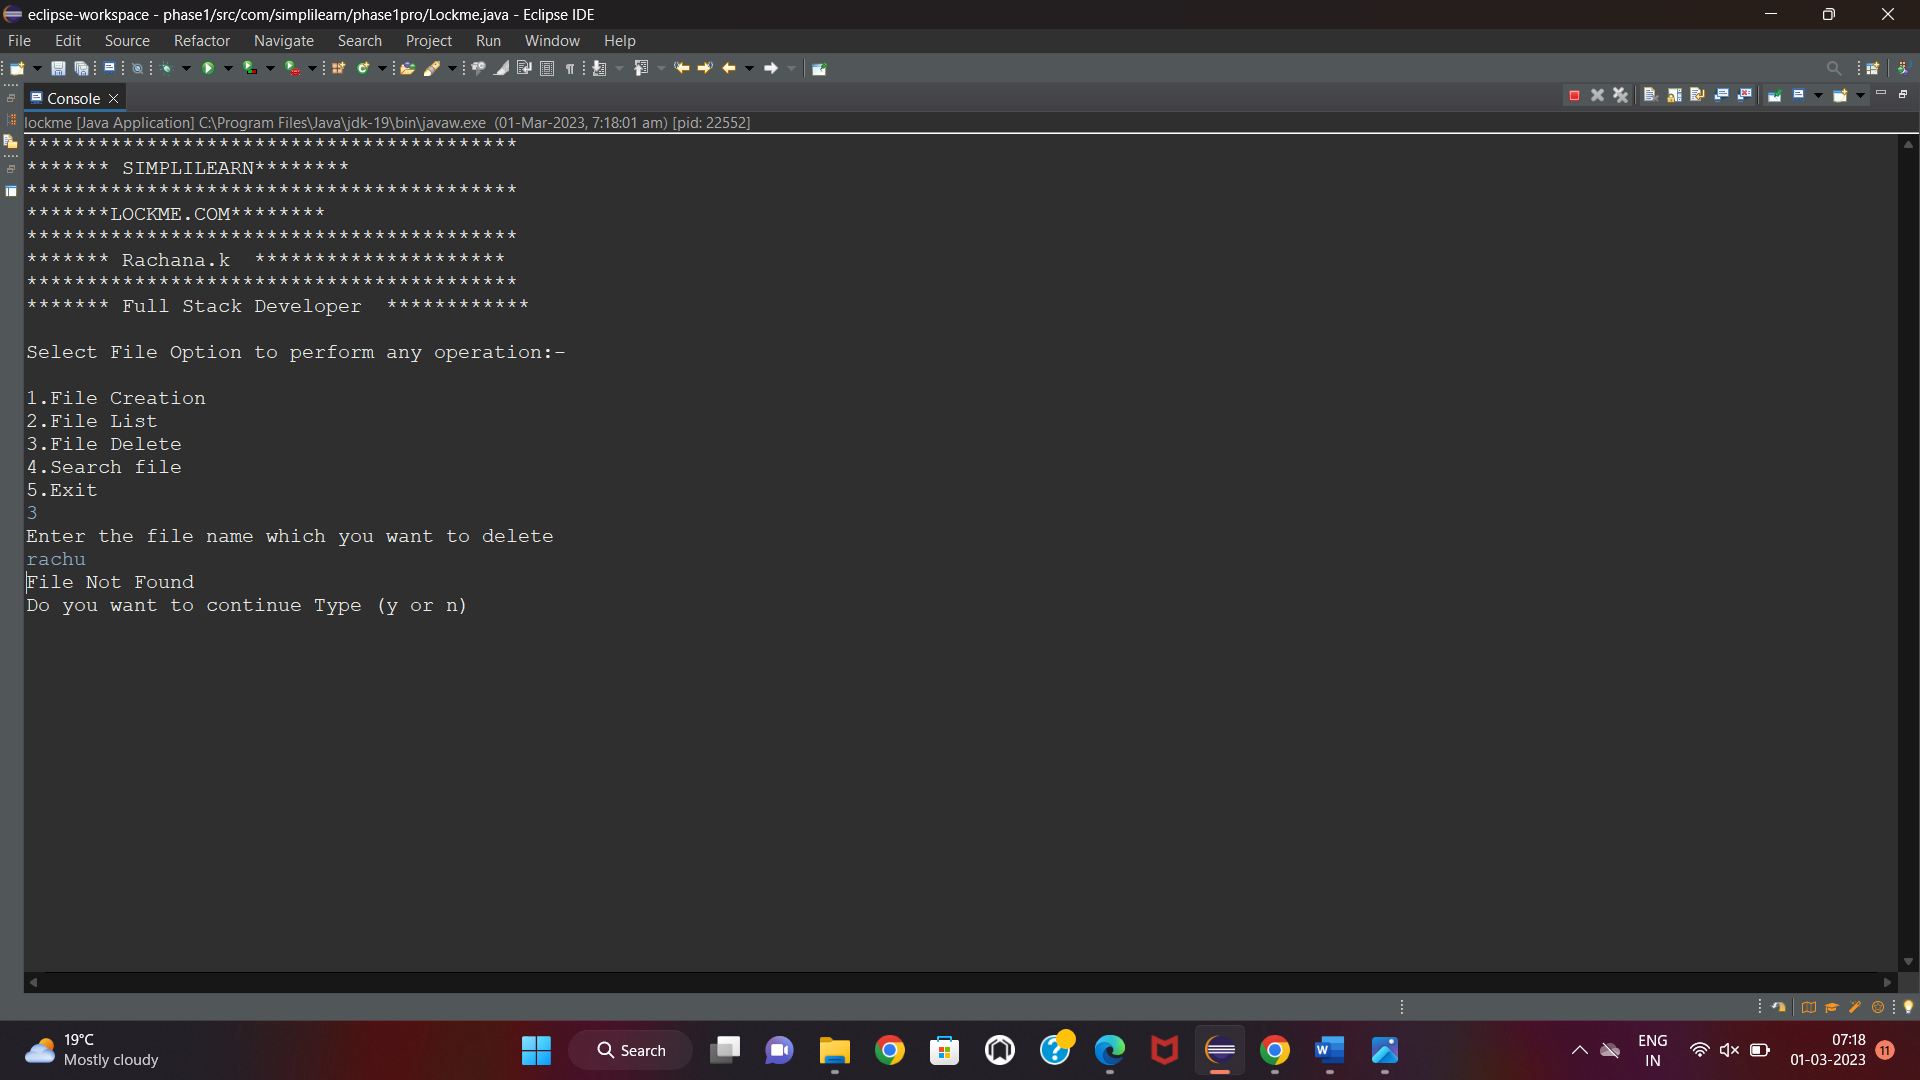 eclipse-workspace - phase1/src/com/simplilearn/phase1pro/Lockme.java - Eclipse IDE
File Edit Source Refactor Navigate Search Project Run Window Help
Console
lockme [Java Application] C:\Program Files\Java\jdk-19\bin\javaw.exe (01-Mar-2023, 7:18:01 am) [pid: 22552]
*****************************************
******* SIMPLILEARN********
*****************************************
*******LOCKME.COM********
*****************************************
******* Rachana.k  *********************
*****************************************
******* Full Stack Developer  ************
Select File Option to perform any operation:-
1.File Creation
2.File List
3.File Delete
4.Search file
5.Exit
3
Enter the file name which you want to delete
rachu
File Not Found
Do you want to continue Type (y or n)
19°C
Mostly cloudy
Search
ENG
IN
07:18
01-03-2023
11